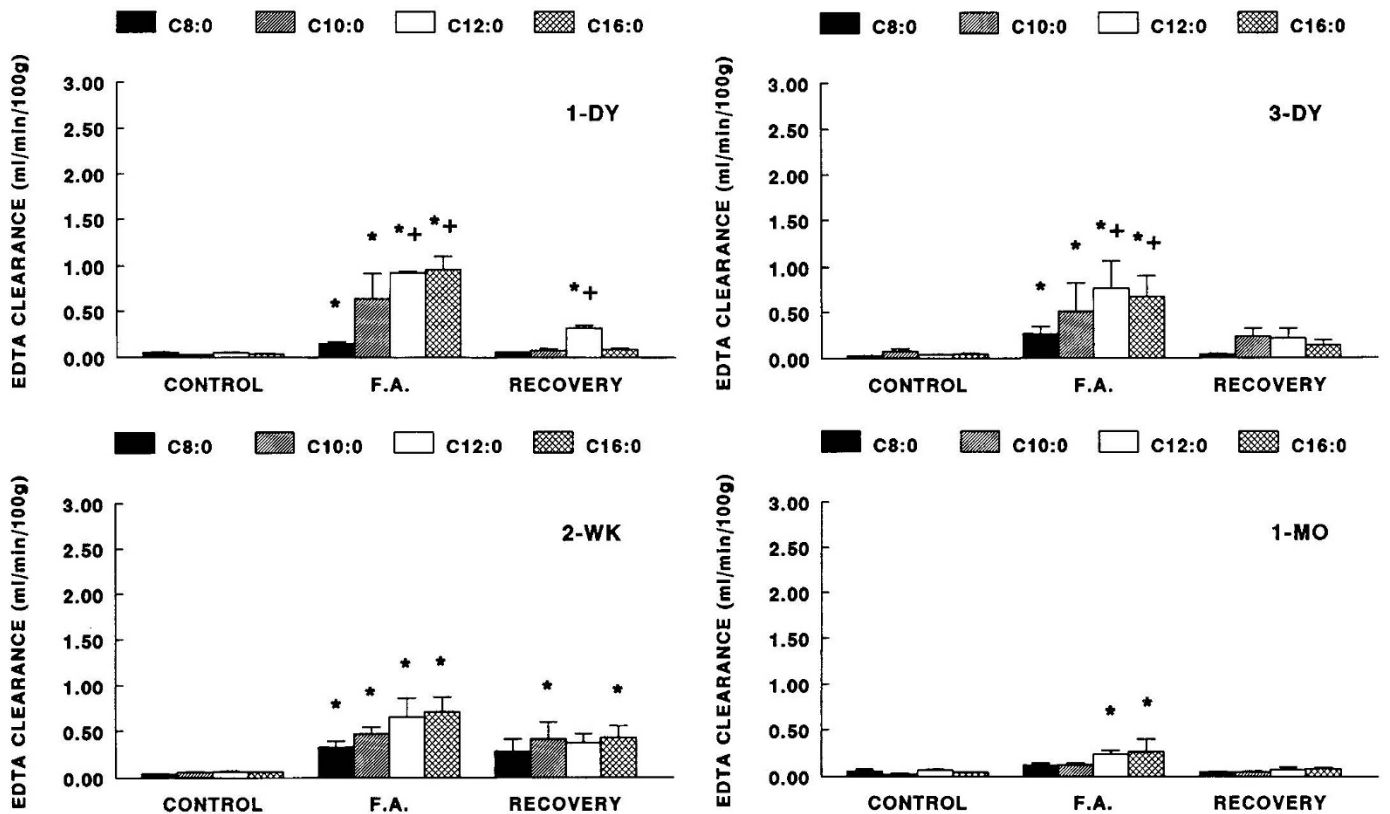 C8:0 C10:0 C12:0 C16:0
EDTA CLEARANCE (ml/min/100g)
3.00
2.50
2.00
1.50
1.00
0.50
0.00
1-DY
* * *+ *+
*+
CONTROL F.A. RECOVERY
C8:0 C10:0 C12:0 C16:0
EDTA CLEARANCE (ml/min/100g)
3.00
2.50
2.00
1.50
1.00
0.50
0.00
3-DY
* * *+ *+
CONTROL F.A. RECOVERY
C8:0 C10:0 C12:0 C16:0
EDTA CLEARANCE (ml/min/100g)
3.00
2.50
2.00
1.50
1.00
0.50
0.00
2-WK
* * * *
* *
CONTROL F.A. RECOVERY
C8:0 C10:0 C12:0 C16:0
EDTA CLEARANCE (ml/min/100g)
3.00
2.50
2.00
1.50
1.00
0.50
0.00
1-MO
* *
CONTROL F.A. RECOVERY